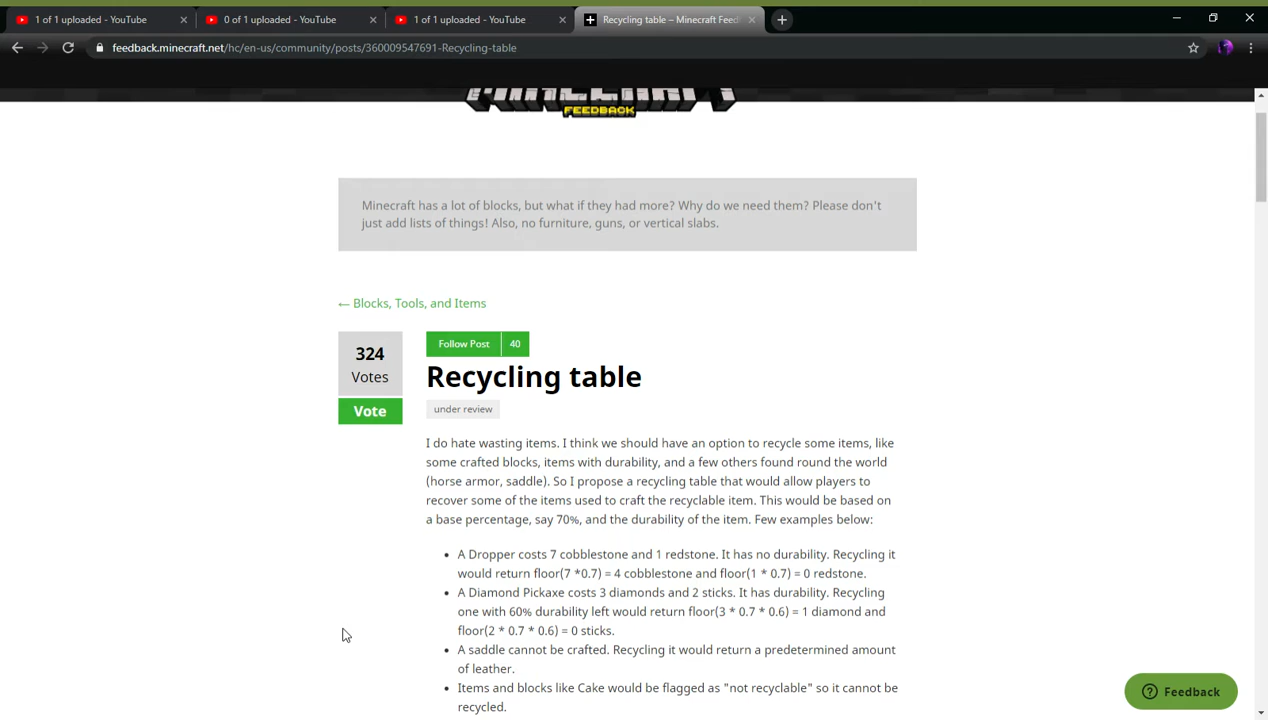 1 of 1 uploaded - YouTube
0 of 1 uploaded - YouTube
1 of 1 uploaded - YouTube
Recycling table – Minecraft Feed
feedback.minecraft.net/hc/en-us/community/posts/360009547691-Recycling-table
MINECRAFT
FEEDBACK
Minecraft has a lot of blocks, but what if they had more? Why do we need them? Please don't
just add lists of things! Also, no furniture, guns, or vertical slabs.
← Blocks, Tools, and Items
324
Votes
Vote
Follow Post 40
Recycling table
under review
I do hate wasting items. I think we should have an option to recycle some items, like
some crafted blocks, items with durability, and a few others found round the world
(horse armor, saddle). So I propose a recycling table that would allow players to
recover some of the items used to craft the recyclable item. This would be based on
a base percentage, say 70%, and the durability of the item. Few examples below:
• A Dropper costs 7 cobblestone and 1 redstone. It has no durability. Recycling it
would return floor(7 *0.7) = 4 cobblestone and floor(1 * 0.7) = 0 redstone.
• A Diamond Pickaxe costs 3 diamonds and 2 sticks. It has durability. Recycling
one with 60% durability left would return floor(3 * 0.7 * 0.6) = 1 diamond and
floor(2 * 0.7 * 0.6) = 0 sticks.
• A saddle cannot be crafted. Recycling it would return a predetermined amount
of leather.
• Items and blocks like Cake would be flagged as "not recyclable" so it cannot be
recycled.
Feedback